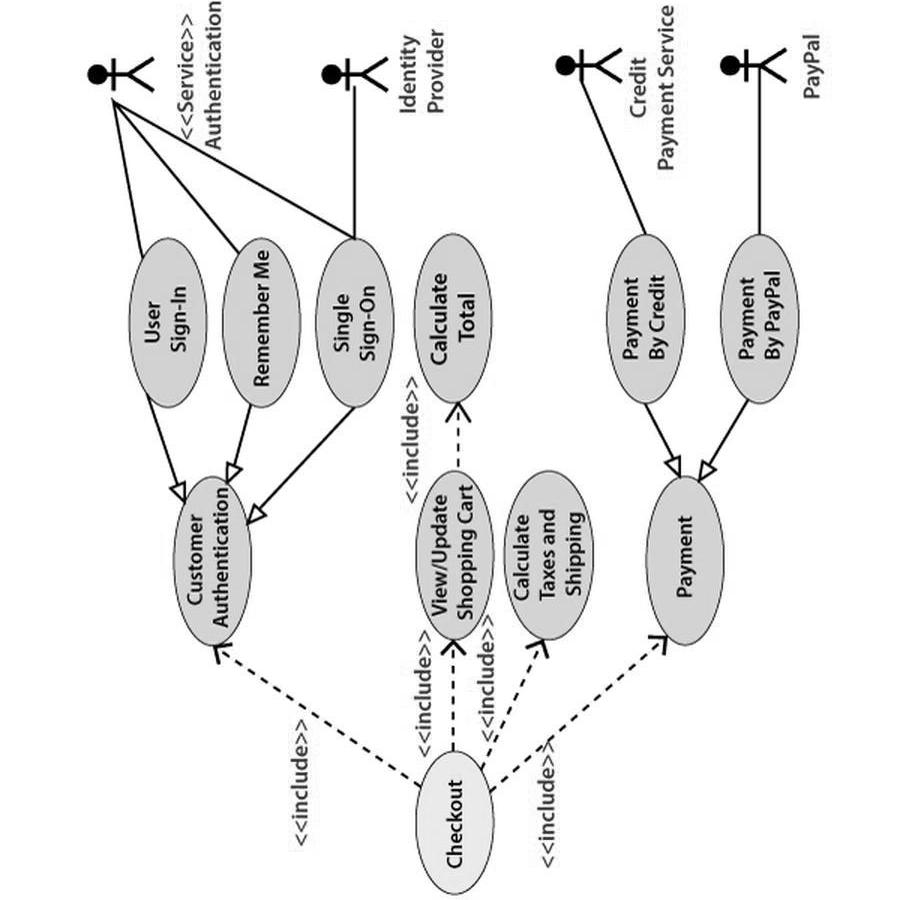 <<Service>>
Authentication
Identity
Provider
Credit
Payment Service
PayPal
User
Sign-In
Remember Me
Single
Sign-On
Calculate
Total
Payment
By Credit
Payment
By PayPal
<<include>>
Customer
Authentication
View/Update
Shopping Cart
Calculate
Taxes and
Shipping
Payment
<<include>>
<<include>>
<<include>>
<<include>>
Checkout